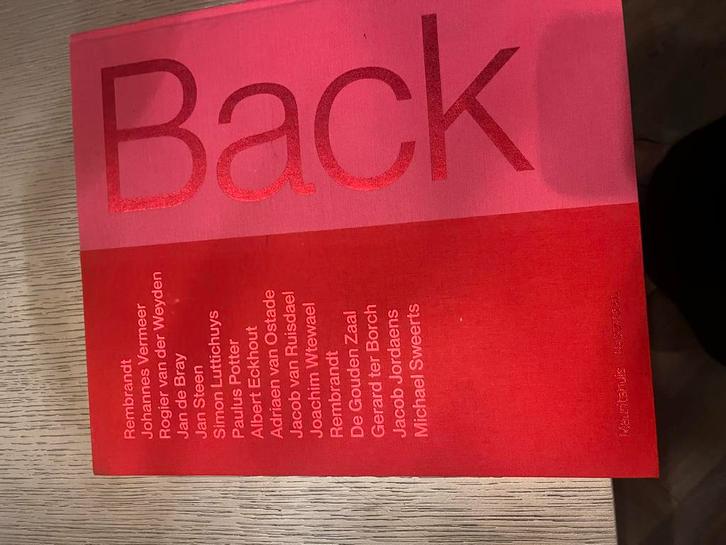 Back
Rembrandt
Johannes Vermeer
Rogier van der Weyden
Jan de Bray
Jan Steen
Simon Luttichuys
Paulus Potter
Albert Eckhout
Adriaen van Ostade
Jacob van Ruisdael
Joachim Wtewael
Rembrandt
De Gouden Zaal
Gerard ter Borch
Jacob Jordaens
Michael Sweerts
Mauritshuis